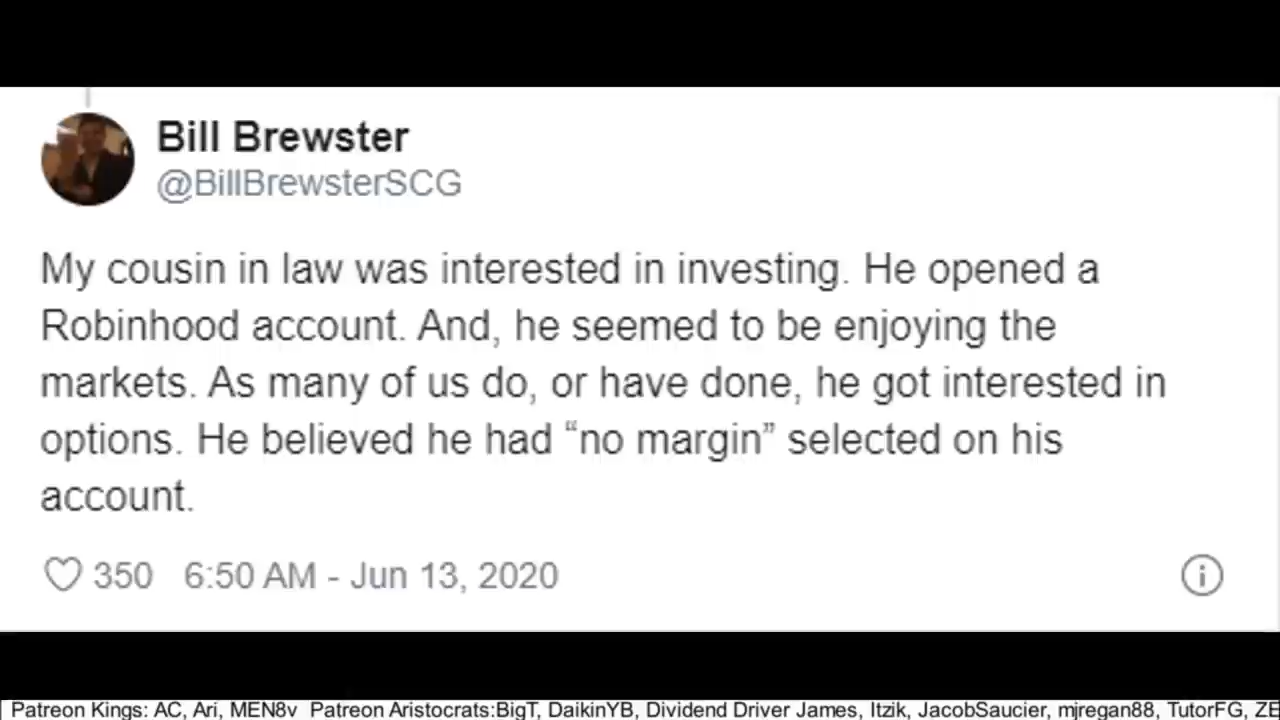 Bill Brewster
@BillBrewsterSCG
My cousin in law was interested in investing. He opened a
Robinhood account. And, he seemed to be enjoying the
markets. As many of us do, or have done, he got interested in
options. He believed he had “no margin” selected on his
account.
350 6:50 AM - Jun 13, 2020
Patreon Kings: AC, Ari, MEN8v Patreon Aristocrats:BigT, DaikinYB, Dividend Driver James, Itzik, JacobSaucier, mjregan88, TutorFG, ZE